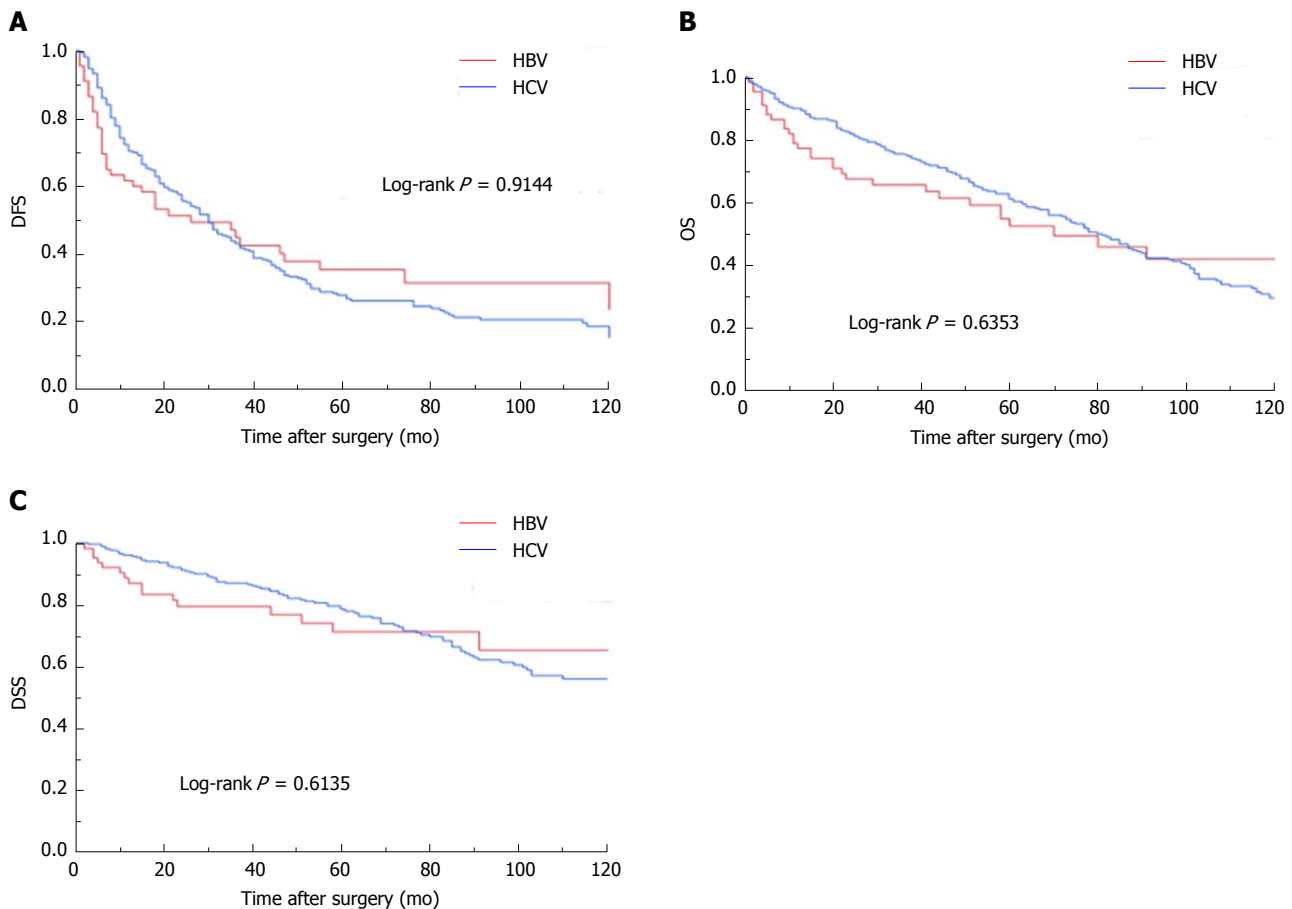 A
1.0
0.8
0.6
0.4
0.2
0.0
DFS
HBV
HCV
Log-rank P = 0.9144
0 20 40 60 80 100 120
Time after surgery (mo)
B
1.0
0.8
0.6
0.4
0.2
0.0
OS
HBV
HCV
Log-rank P = 0.6353
0 20 40 60 80 100 120
Time after surgery (mo)
C
1.0
0.8
0.6
0.4
0.2
0.0
DSS
HBV
HCV
Log-rank P = 0.6135
0 20 40 60 80 100 120
Time after surgery (mo)